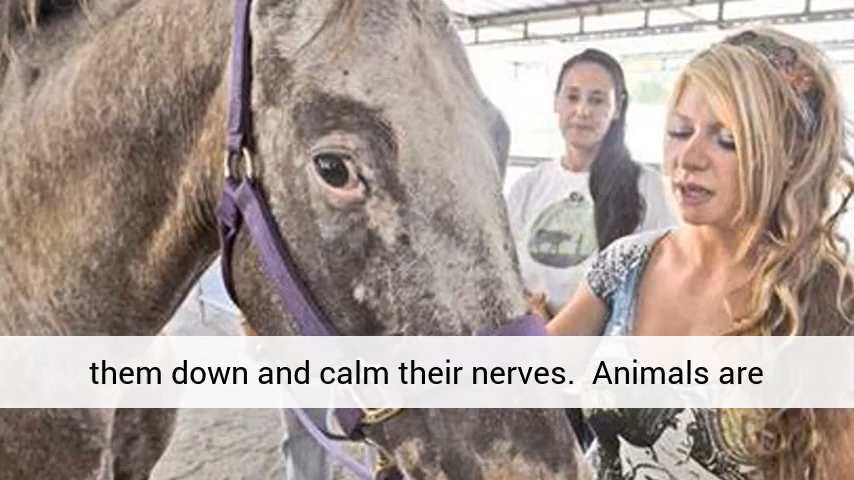 them down and calm their nerves.  Animals are